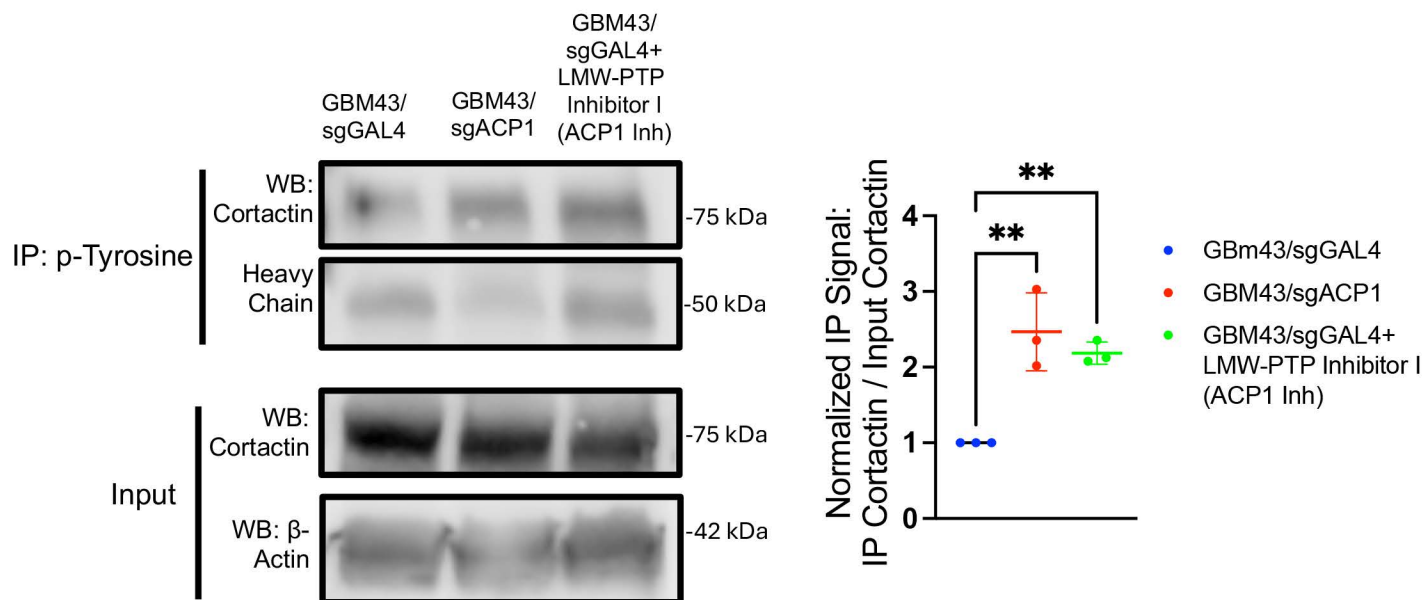 GBM43/
sgGAL4
GBM43/
sgACP1
GBM43/
sgGAL4+
LMW-PTP
Inhibitor I
(ACP1 Inh)
IP: p-Tyrosine
WB:
Cortactin
-75 kDa
Heavy
Chain
-50 kDa
Input
WB:
Cortactin
-75 kDa
WB: β-
Actin
-42 kDa
Normalized IP Signal:
IP Cortactin / Input Cortactin
4
3
2
1
0
**
**
GBm43/sgGAL4
GBM43/sgACP1
GBM43/sgGAL4+
LMW-PTP Inhibitor I
(ACP1 Inh)